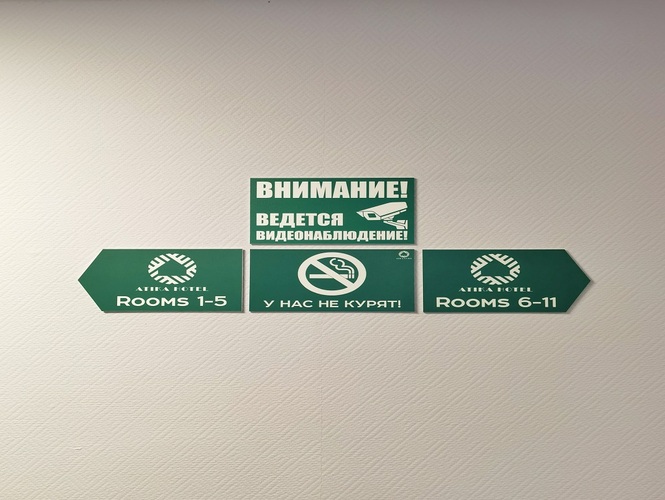 ВНИМАНИЕ!
ВЕДЕТСЯ
ВИДЕОНАБЛЮДЕНИЕ!
ATIKA HOTEL
ROOMS 1-5
У НАС НЕ КУРЯТ!
ATIKA HOTEL
ROOMS 6-11